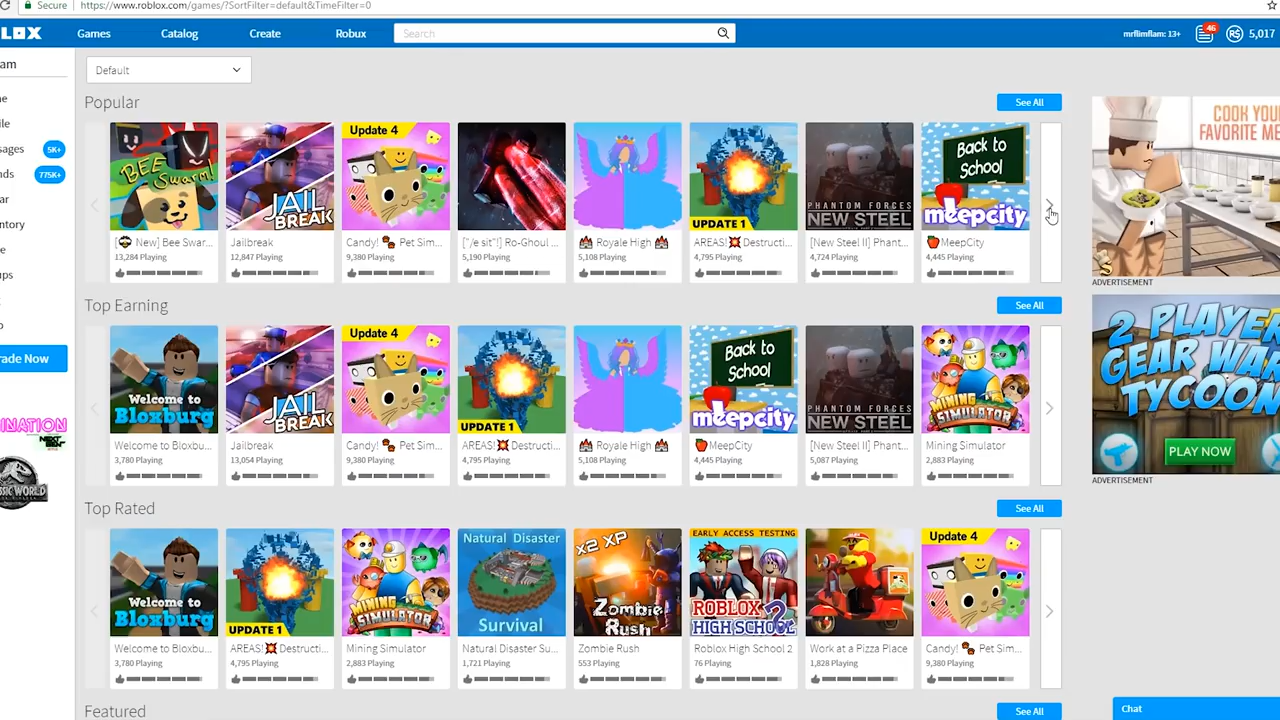 Secure https://www.roblox.com/games/?SortFilter=default&TimeFilter=0
LOX Games Catalog Create Robux Search mrflimflam: 13+ 46 5,017
am
ne
ile
sages 5K+
nds 775K+
ar
ntory
e
ups
rade Now
INATION
NEXT
SSIC WORLD
Default
Popular See All
BEE Swarm!
JAIL BREAK
Update 4
UPDATE 1
PHANTOM FORCES
NEW STEEL
Back to School
meepcity
[ New] Bee Swar... Jailbreak Candy! Pet Sim... ["/e sit"!] Ro-Ghoul ... Royale High AREAS! Destructi... [New Steel II] Phant... MeepCity
13,284 Playing 12,847 Playing 9,380 Playing 5,190 Playing 5,108 Playing 4,795 Playing 4,724 Playing 4,445 Playing
Top Earning See All
Welcome to Bloxburg
JAIL BREAK
Update 4
UPDATE 1
Back to School
meepcity
PHANTOM FORCES
NEW STEEL
MINING SIMULATOR
Welcome to Bloxbu... Jailbreak Candy! Pet Sim... AREAS! Destructi... Royale High MeepCity [New Steel II] Phant... Mining Simulator
3,780 Playing 13,054 Playing 9,380 Playing 4,795 Playing 5,108 Playing 4,445 Playing 5,087 Playing 2,883 Playing
Top Rated See All
Welcome to Bloxburg
UPDATE 1
MINING SIMULATOR
Natural Disaster
Survival
x2 XP
Zombie Rush
EARLY ACCESS TESTING
ROBLOX HIGH SCHOOL 2
Update 4
Welcome to Bloxbu... AREAS! Destructi... Mining Simulator Natural Disaster Su... Zombie Rush Roblox High School 2 Work at a Pizza Place Candy! Pet Sim...
3,780 Playing 4,795 Playing 2,883 Playing 1,721 Playing 553 Playing 76 Playing 1,828 Playing 9,380 Playing
Featured See All
COOK YOUR
FAVORITE ME
ADVERTISEMENT
2 PLAYER
GEAR WAR
TYCOON
PLAY NOW
ADVERTISEMENT
Chat